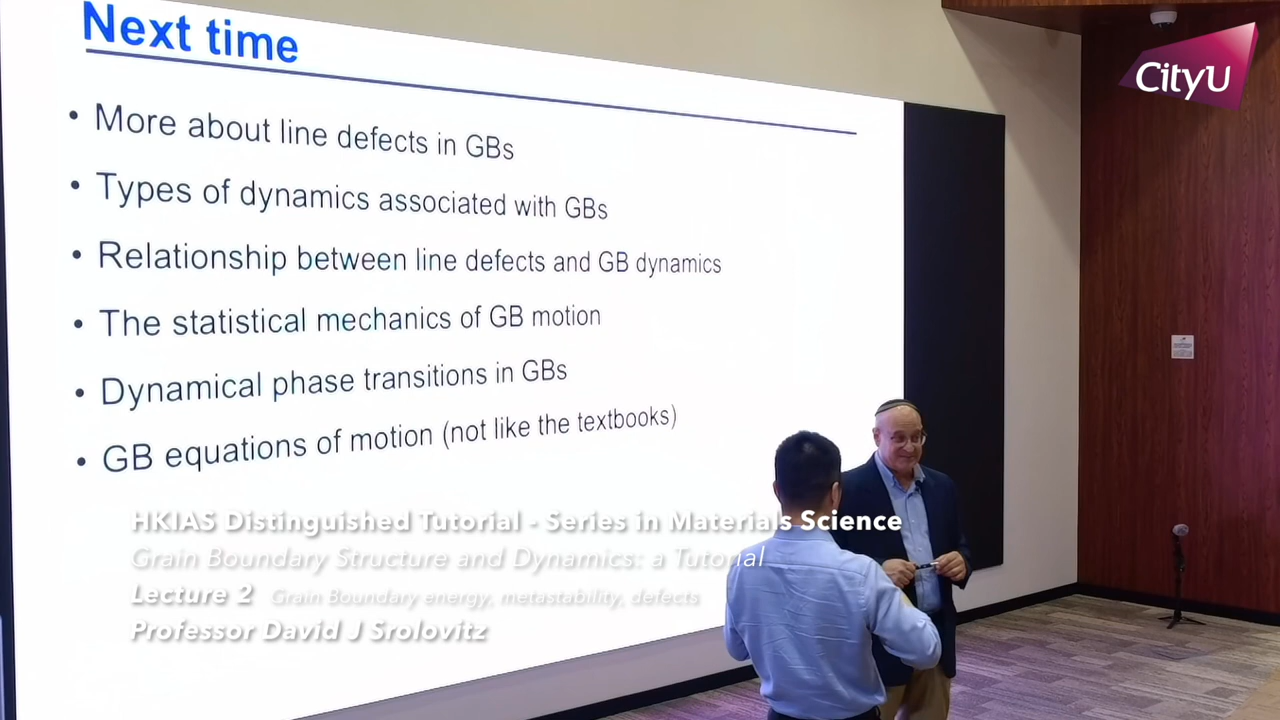 Next time
• More about line defects in GBs
• Types of dynamics associated with GBs
• Relationship between line defects and GB dynamics
• The statistical mechanics of GB motion
• Dynamical phase transitions in GBs
• GB equations of motion (not like the textbooks)
CityU
HKIAS Distinguished Tutorial - Series in Materials Science
Grain Boundary Structure and Dynamics: a Tutorial
Lecture 2 Grain Boundary energy, metastability, defects
Professor David J Srolovitz